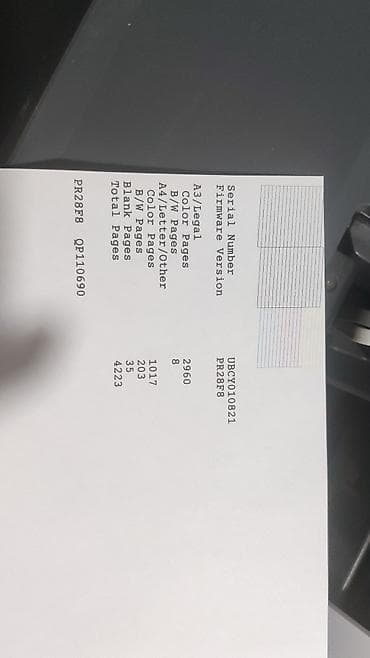 Serial Number UBCY010821
Firmware Version PR28F8
A3/Legal
Color Pages 2960
B/W Pages 8
A4/Letter/Other
Color Pages 1017
B/W Pages 203
Blank Pages 35
Total Pages 4223
PR28F8 QP110690